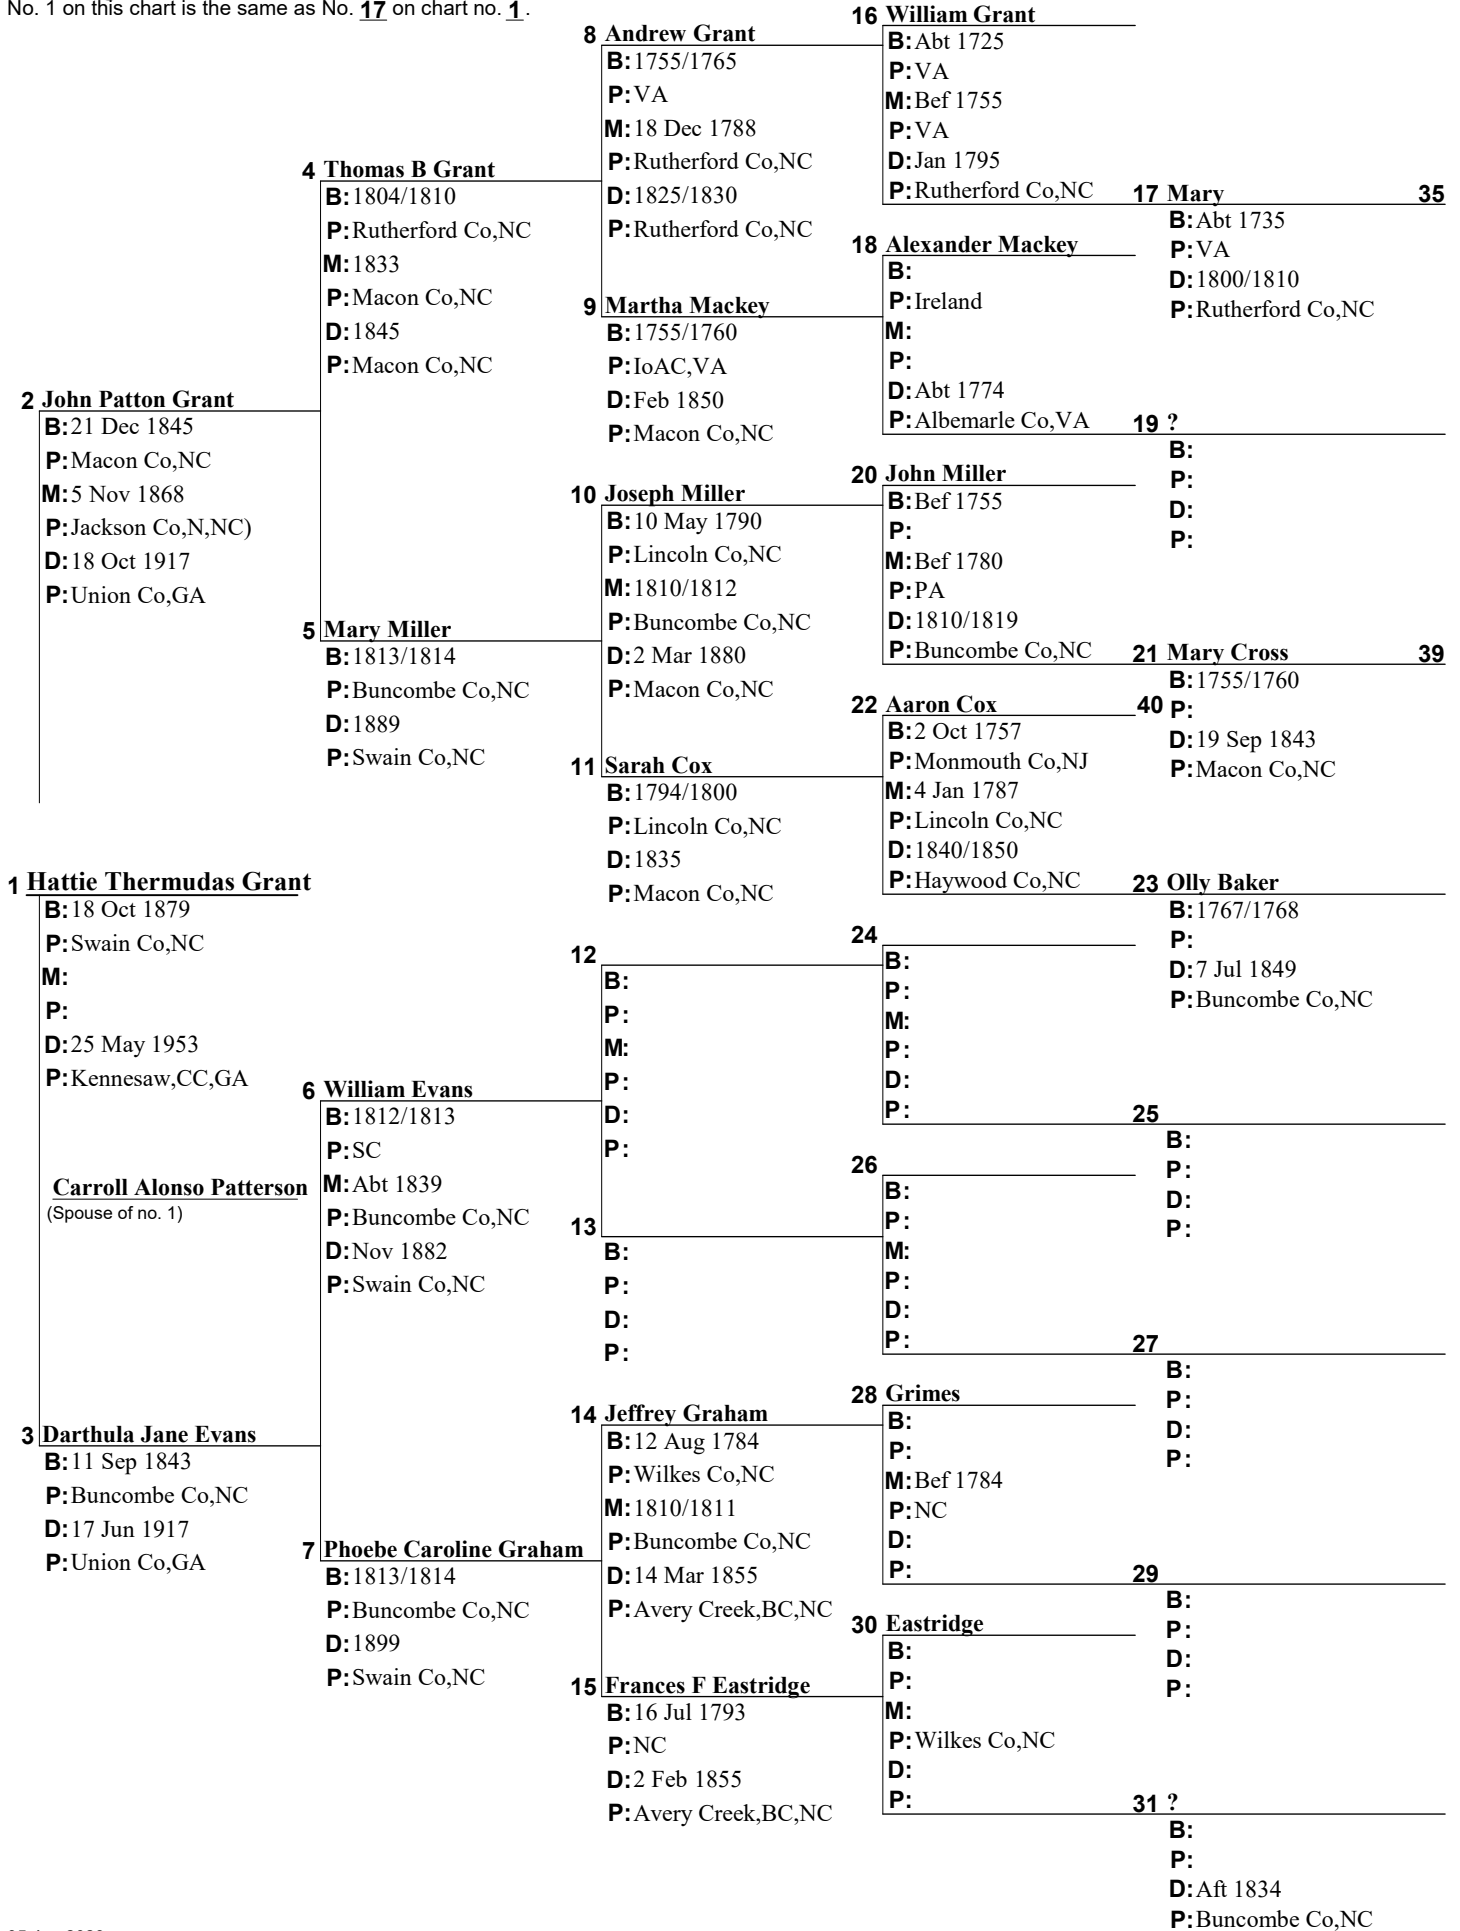 No. 1 on this chart is the same as No. 17 on chart no. 1.
16 William Grant
B: Abt 1725
P: VA
M: Bef 1755
P: VA
D: Jan 1795
P: Rutherford Co,NC
8 Andrew Grant
B: 1755/1765
P: VA
M: 18 Dec 1788
P: Rutherford Co,NC
D: 1825/1830
P: Rutherford Co,NC
17 Mary 35
B: Abt 1735
P: VA
D: 1800/1810
P: Rutherford Co,NC
4 Thomas B Grant
B: 1804/1810
P: Rutherford Co,NC
M: 1833
P: Macon Co,NC
D: 1845
P: Macon Co,NC
18 Alexander Mackey
B:
P: Ireland
M:
P:
D: Abt 1774
P: Albemarle Co,VA
9 Martha Mackey
B: 1755/1760
P: IoAC,VA
D: Feb 1850
P: Macon Co,NC
19 ?
B:
P:
D:
P:
2 John Patton Grant
B: 21 Dec 1845
P: Macon Co,NC
M: 5 Nov 1868
P: Jackson Co,N,NC)
D: 18 Oct 1917
P: Union Co,GA
20 John Miller
B: Bef 1755
P:
M: Bef 1780
P: PA
D: 1810/1819
P: Buncombe Co,NC
10 Joseph Miller
B: 10 May 1790
P: Lincoln Co,NC
M: 1810/1812
P: Buncombe Co,NC
D: 2 Mar 1880
P: Macon Co,NC
21 Mary Cross 39
B: 1755/1760
P:
D: 19 Sep 1843
P: Macon Co,NC
5 Mary Miller
B: 1813/1814
P: Buncombe Co,NC
D: 1889
P: Swain Co,NC
22 Aaron Cox 40
B: 2 Oct 1757
P: Monmouth Co,NJ
M: 4 Jan 1787
P: Lincoln Co,NC
D: 1840/1850
P: Haywood Co,NC
11 Sarah Cox
B: 1794/1800
P: Lincoln Co,NC
D: 1835
P: Macon Co,NC
23 Olly Baker
B: 1767/1768
P:
D: 7 Jul 1849
P: Buncombe Co,NC
1 Hattie Thermudas Grant
B: 18 Oct 1879
P: Swain Co,NC
M:
P:
D: 25 May 1953
P: Kennesaw,CC,GA
24
B:
P:
M:
P:
D:
P:
12
B:
P:
M:
P:
D:
P:
25
B:
P:
D:
P:
6 William Evans
B: 1812/1813
P: SC
M: Abt 1839
P: Buncombe Co,NC
D: Nov 1882
P: Swain Co,NC
Carroll Alonso Patterson
(Spouse of no. 1)
26
B:
P:
M:
P:
D:
P:
13
B:
P:
D:
P:
27
B:
P:
D:
P:
3 Darthula Jane Evans
B: 11 Sep 1843
P: Buncombe Co,NC
D: 17 Jun 1917
P: Union Co,GA
28 Grimes
B:
P:
M: Bef 1784
P: NC
D:
P:
14 Jeffrey Graham
B: 12 Aug 1784
P: Wilkes Co,NC
M: 1810/1811
P: Buncombe Co,NC
D: 14 Mar 1855
P: Avery Creek,BC,NC
29
B:
P:
D:
P:
7 Phoebe Caroline Graham
B: 1813/1814
P: Buncombe Co,NC
D: 1899
P: Swain Co,NC
30 Eastridge
B:
P:
M:
P: Wilkes Co,NC
D:
P:
15 Frances F Eastridge
B: 16 Jul 1793
P: NC
D: 2 Feb 1855
P: Avery Creek,BC,NC
31 ?
B:
P:
D: Aft 1834
P: Buncombe Co,NC